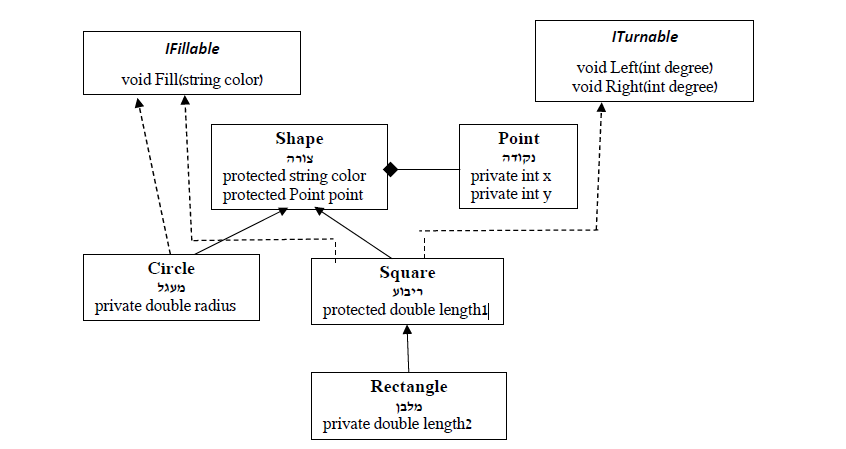 IFillable
void Fill(string color)
ITurnable
void Left(int degree)
void Right(int degree)
Shape
צורה
protected string color
protected Point point
Point
נקודה
private int x
private int y
Circle
מעגל
private double radius
Square
ריבוע
protected double length1
Rectangle
מלבן
private double length2